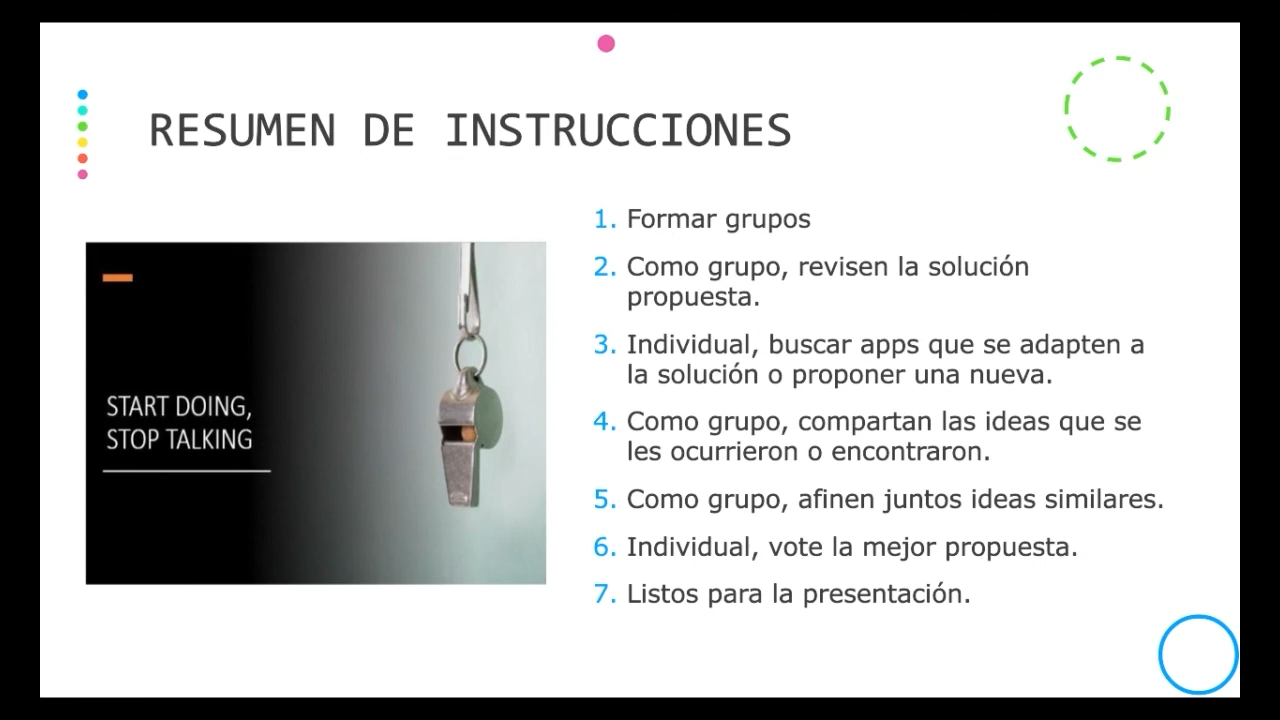 RESUMEN DE INSTRUCCIONES
START DOING,
STOP TALKING
1. Formar grupos
2. Como grupo, revisen la solución
propuesta.
3. Individual, buscar apps que se adapten a
la solución o proponer una nueva.
4. Como grupo, compartan las ideas que se
les ocurrieron o encontraron.
5. Como grupo, afinen juntos ideas similares.
6. Individual, vote la mejor propuesta.
7. Listos para la presentación.